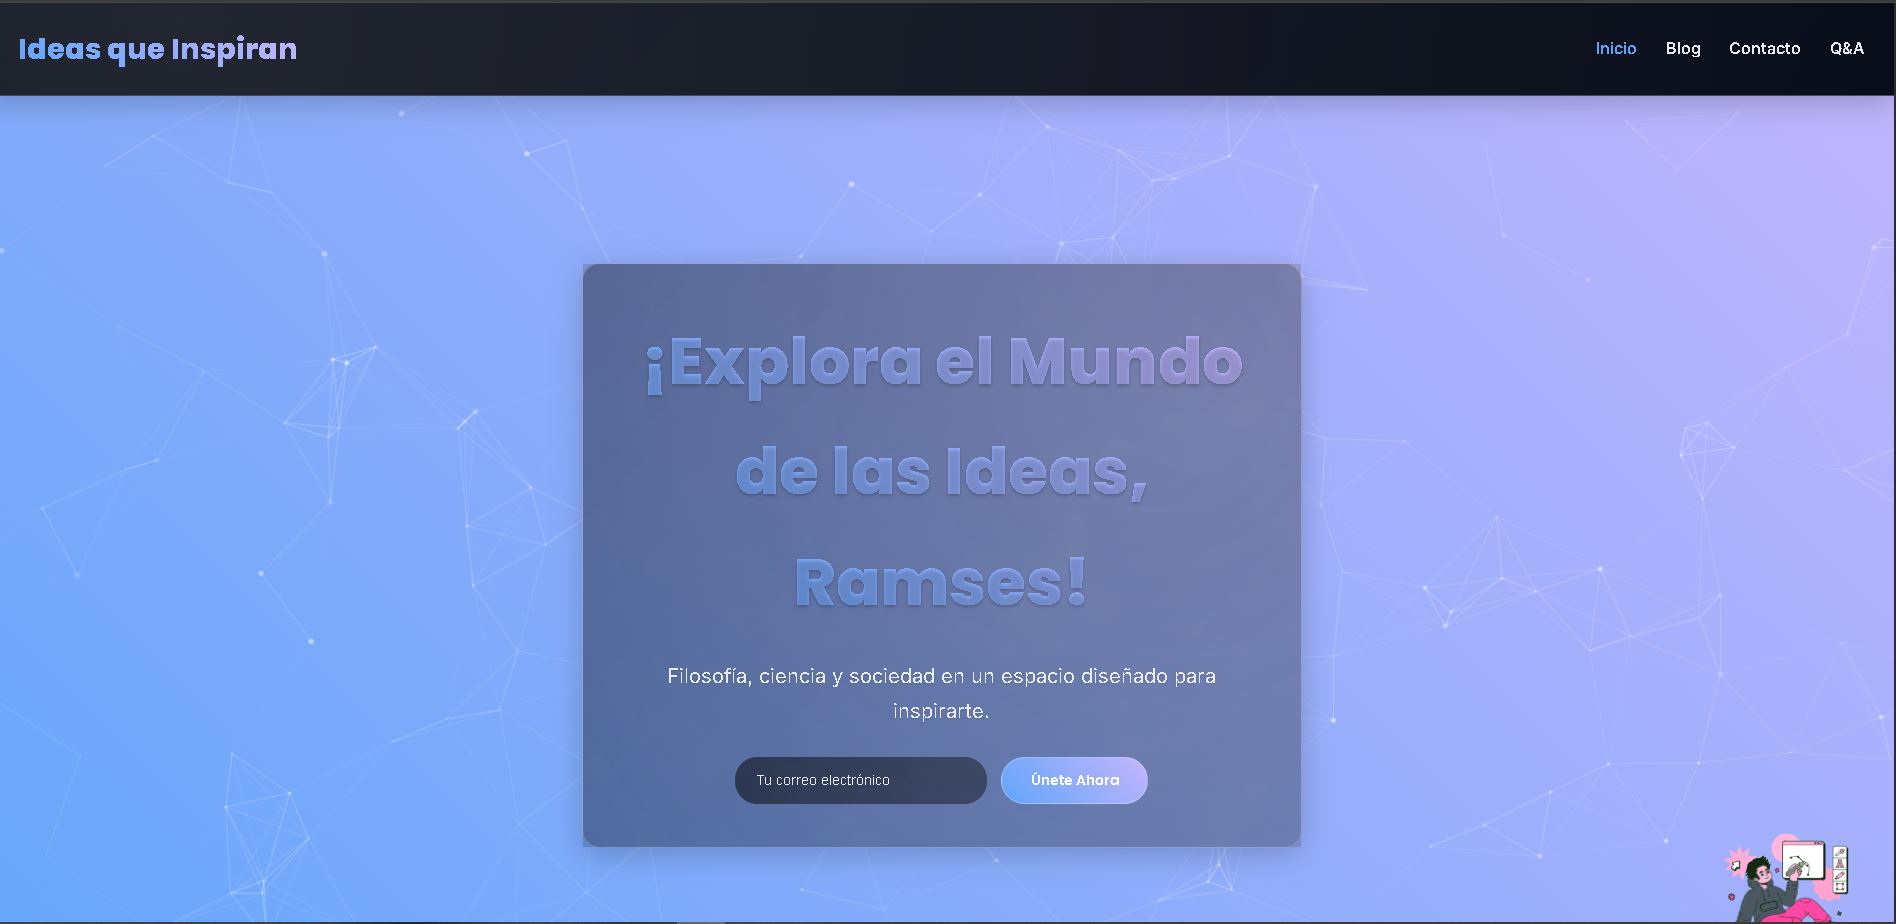 Ideas que Inspiran
Inicio
Blog
Contacto
Q&A
¡Explora el Mundo
de las Ideas,
Ramses!
Filosofía, ciencia y sociedad en un espacio diseñado para
inspirarte.
Tu correo electrónico
Únete Ahora